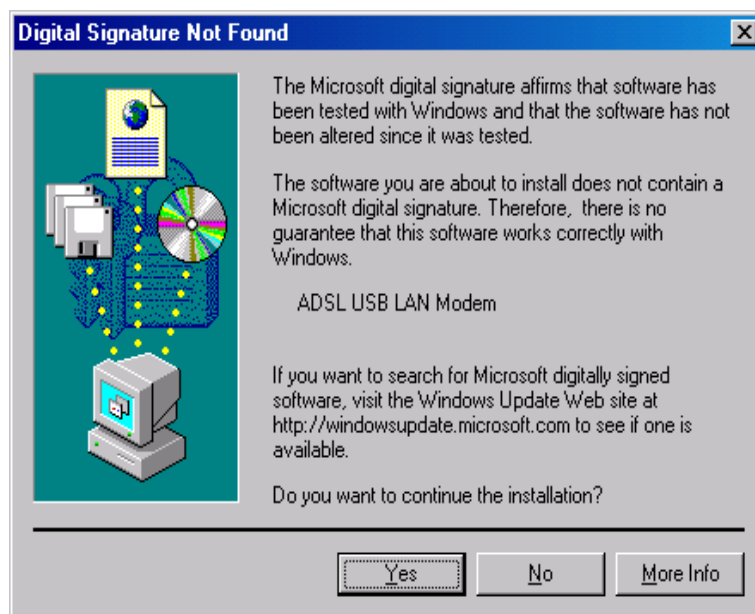 Digital Signature Not Found
The Microsoft digital signature affirms that software has
been tested with Windows and that the software has not
been altered since it was tested.
The software you are about to install does not contain a
Microsoft digital signature. Therefore,  there is no
guarantee that this software works correctly with
Windows.
ADSL USB LAN Modem
If you want to search for Microsoft digitally signed
software, visit the Windows Update Web site at
http://windowsupdate.microsoft.com to see if one is
available.
Do you want to continue the installation?
Yes No More Info